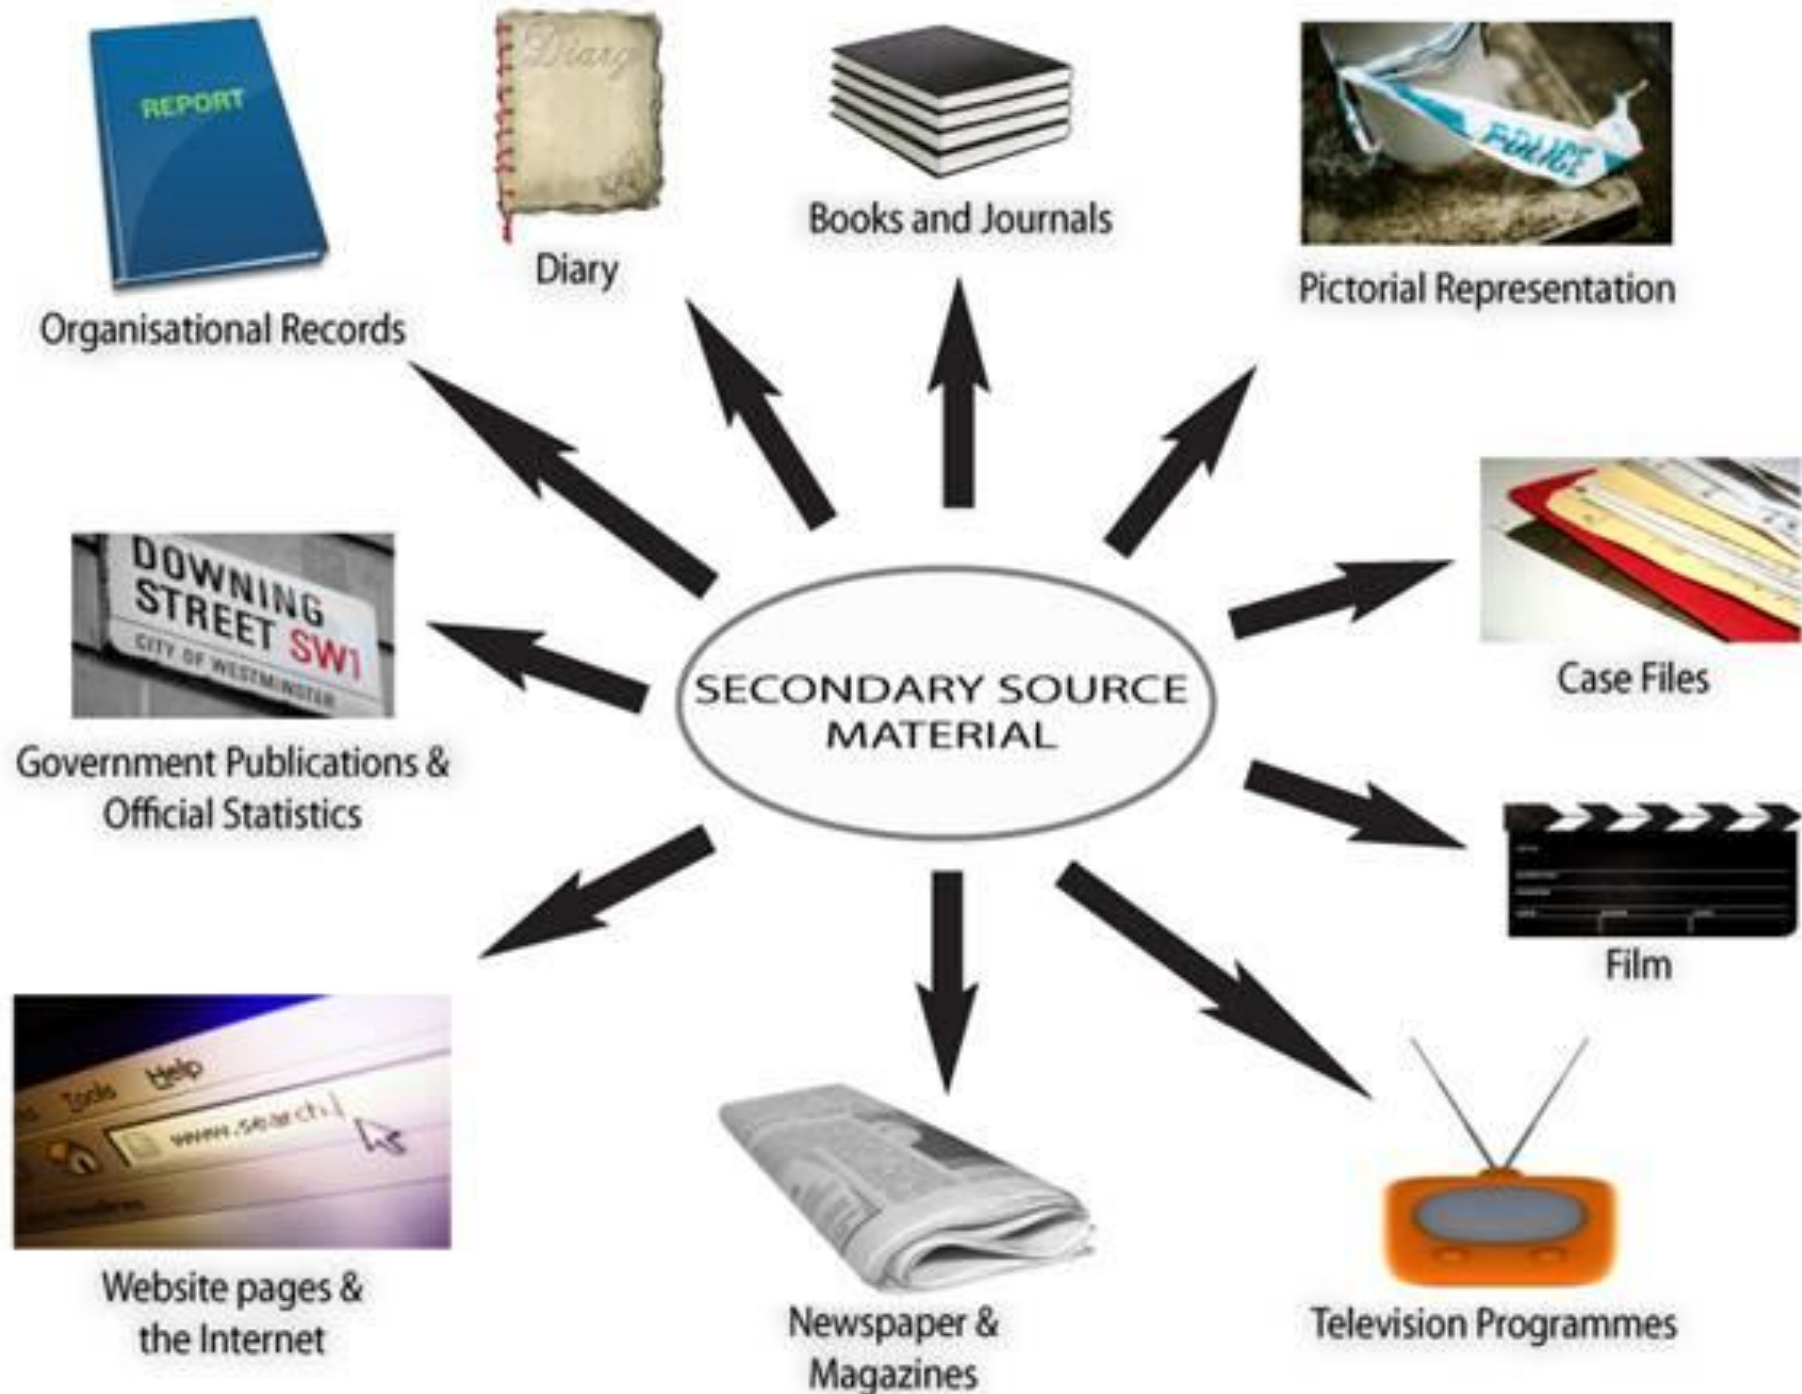 REPORT
Diary
Books and Journals
POLICE
Diary
Pictorial Representation
Organisational Records
DOWNING
STREET SW1
CITY OF WESTMINSTER
SECONDARY SOURCE
MATERIAL
Case Files
Government Publications &
Official Statistics
Film
Tools Help
www.search.
Website pages &
the Internet
Newspaper &
Magazines
Television Programmes